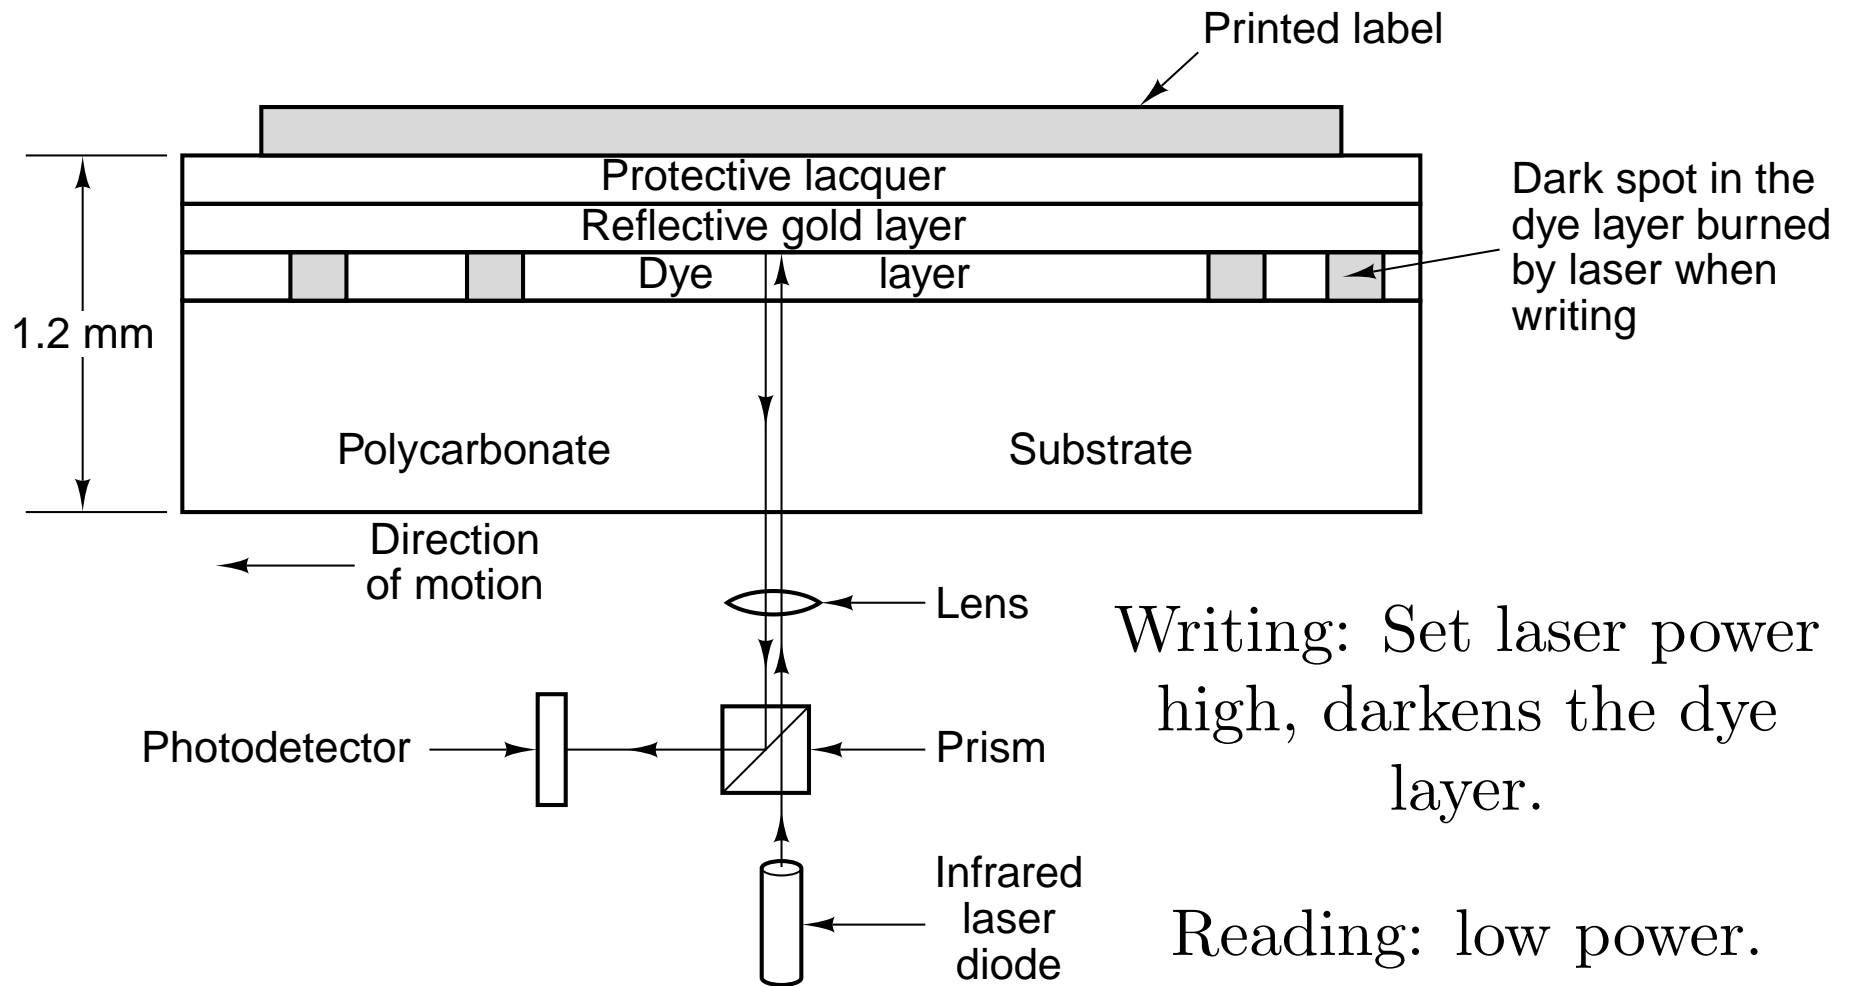 Printed label
Protective lacquer
Reflective gold layer
Dye layer
Dark spot in the
dye layer burned
by laser when
writing
1.2 mm
Polycarbonate
Substrate
Direction
of motion
Lens
Photodetector
Prism
Infrared
laser
diode
Writing: Set laser power
high, darkens the dye
layer.
Reading: low power.